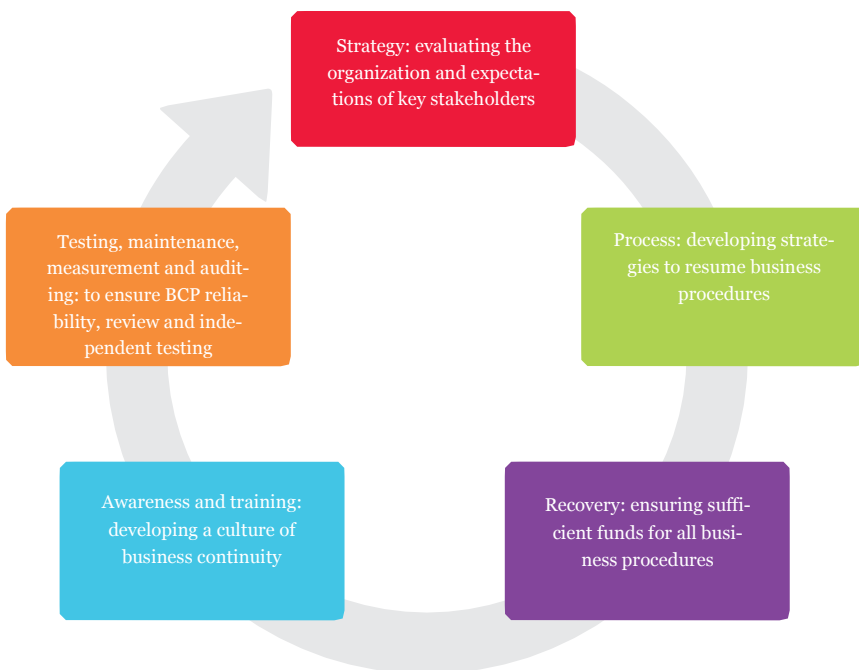 Strategy: evaluating the
organization and expecta-
tions of key stakeholders
Process: developing strate-
gies to resume business
procedures
Recovery: ensuring suffi-
cient funds for all busi-
ness procedures
Awareness and training:
developing a culture of
business continuity
Testing, maintenance,
measurement and audit-
ing: to ensure BCP relia-
bility, review and inde-
pendent testing